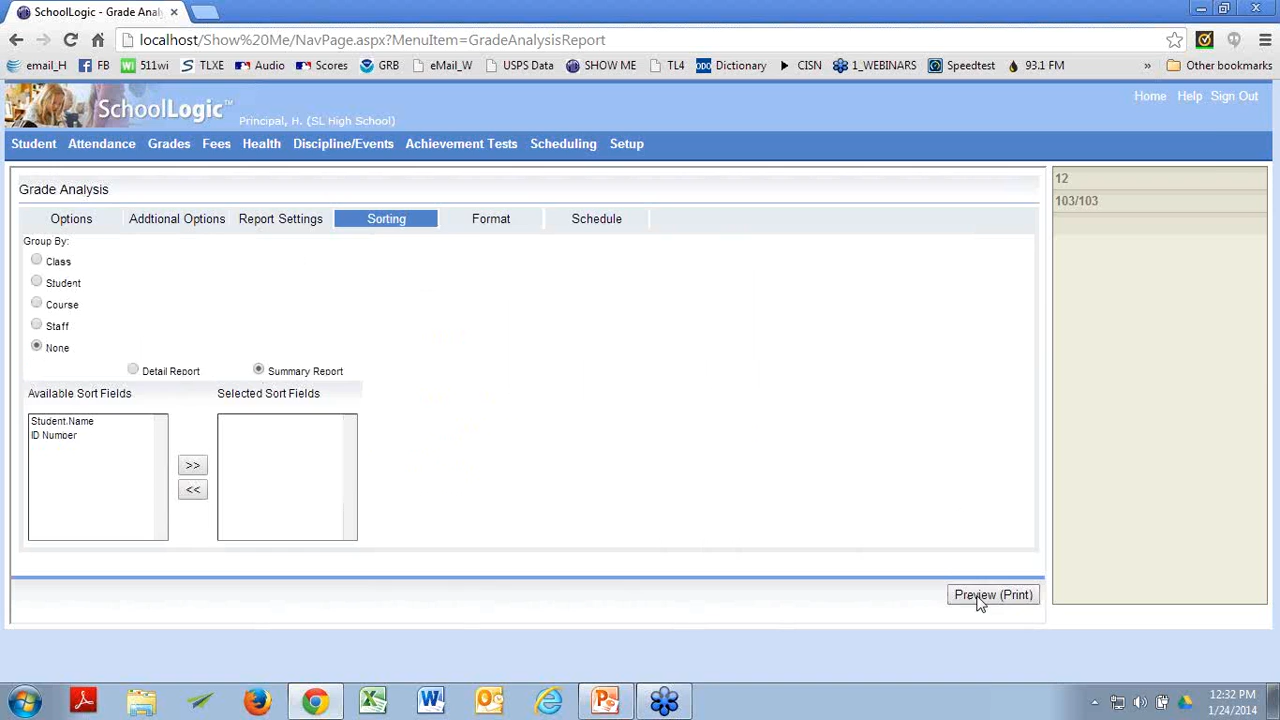 SchoolLogic - Grade Analy
localhost/Show%20Me/NavPage.aspx?MenuItem=GradeAnalysisReport
email_H FB 511wi TLXE Audio Scores GRB eMail_W USPS Data SHOW ME TL4 Dictionary CISN 1_WEBINARS Speedtest 93.1 FM » Other bookmarks
SchoolLogic™
Principal, H. (SL High School)
Home Help Sign Out
Student Attendance Grades Fees Health Discipline/Events Achievement Tests Scheduling Setup
12
103/103
Grade Analysis
Options Addtional Options Report Settings Sorting Format Schedule
Group By:
Class
Student
Course
Staff
None
Detail Report Summary Report
Available Sort Fields Selected Sort Fields
Student.Name
ID Number
>>
<<
Preview (Print)
12:32 PM
1/24/2014